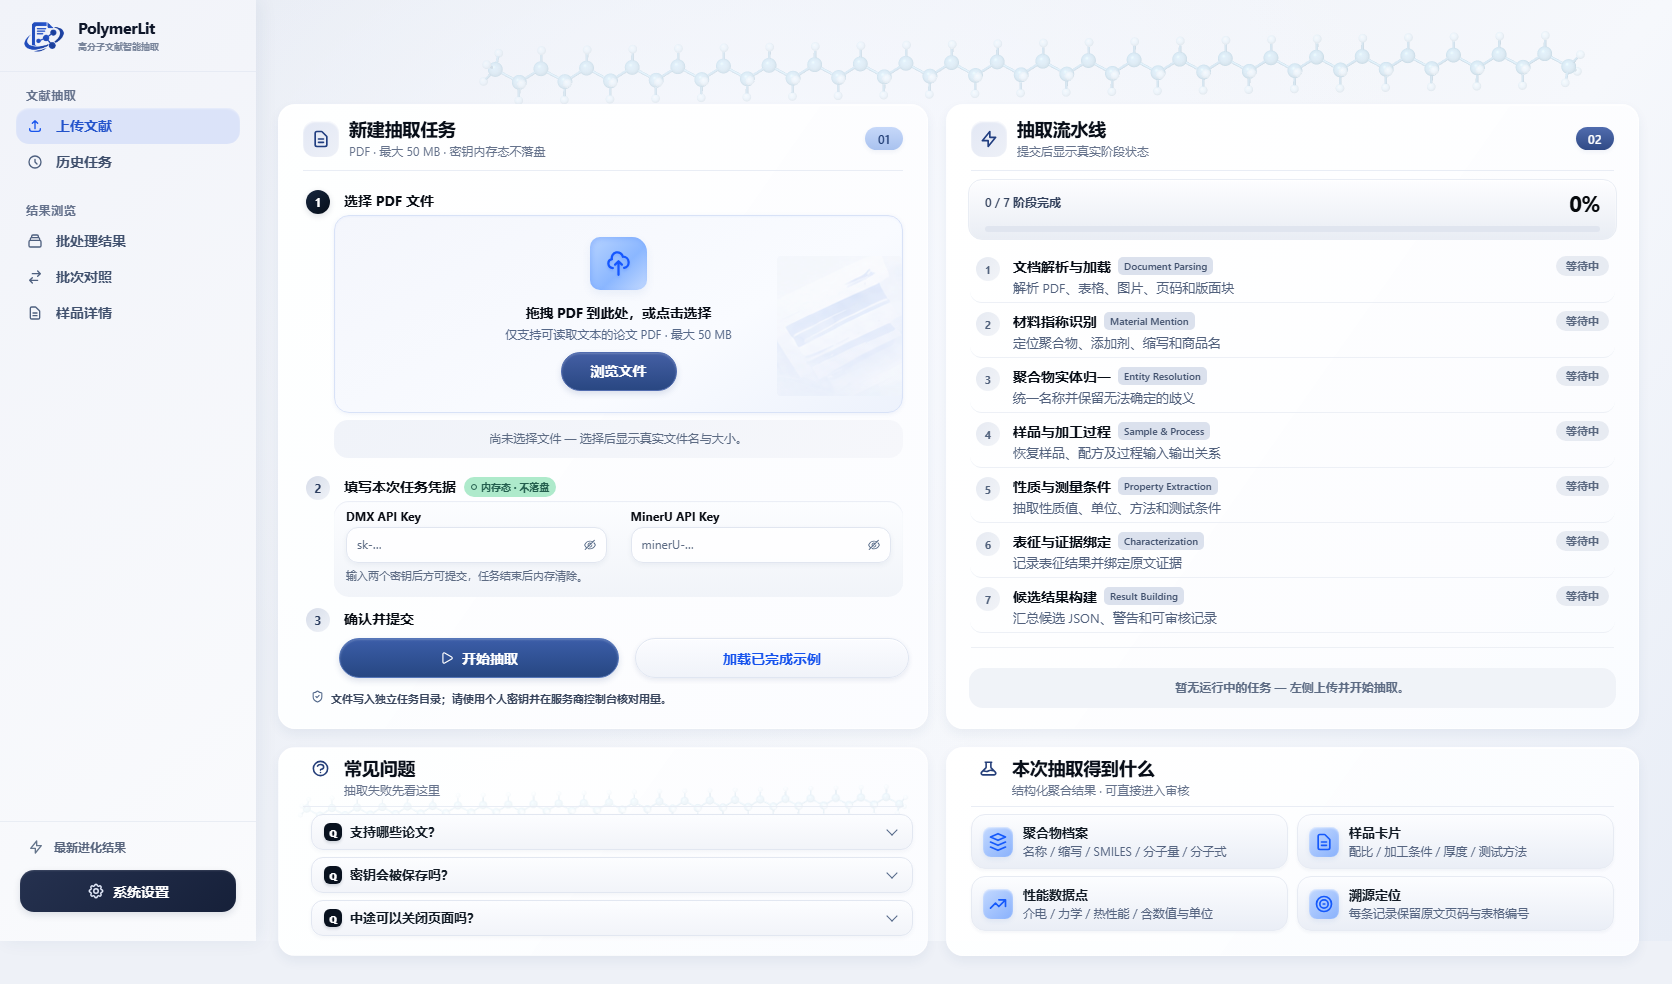 PolymerLit
高分子文献智能抽取
文献抽取
上传文献
历史任务
结果浏览
批处理结果
批次对照
样品详情
最新进化结果
系统设置
新建抽取任务
PDF · 最大 50 MB · 密钥内存态不落盘
01
1 选择 PDF 文件
拖拽 PDF 到此处，或点击选择
仅支持可读取文本的论文 PDF · 最大 50 MB
浏览文件
尚未选择文件 — 选择后显示真实文件名与大小。
2 填写本次任务凭据 内存态 · 不落盘
DMX API Key
sk-...
MinerU API Key
minerU-...
输入两个密钥后方可提交，任务结束后内存清除。
3 确认并提交
开始抽取
加载已完成示例
文件写入独立任务目录；请使用个人密钥并在服务商控制台核对用量。
抽取流水线
提交后显示真实阶段状态
02
0 / 7 阶段完成
0%
1 文档解析与加载 Document Parsing 等待中
解析 PDF、表格、图片、页码和版面块
2 材料指称识别 Material Mention 等待中
定位聚合物、添加剂、缩写和商品名
3 聚合物实体归一 Entity Resolution 等待中
统一名称并保留无法确定的歧义
4 样品与加工过程 Sample & Process 等待中
恢复样品、配方及过程输入输出关系
5 性质与测量条件 Property Extraction 等待中
抽取性质值、单位、方法和测试条件
6 表征与证据绑定 Characterization 等待中
记录表征结果并绑定原文证据
7 候选结果构建 Result Building 等待中
汇总候选 JSON、警告和可审核记录
暂无运行中的任务 — 左侧上传并开始抽取。
常见问题
抽取失败先看这里
Q 支持哪些论文？
Q 密钥会被保存吗？
Q 中途可以关闭页面吗？
本次抽取得到什么
结构化聚合结果 · 可直接进入审核
聚合物档案
名称 / 缩写 / SMILES / 分子量 / 分子式
样品卡片
配比 / 加工条件 / 厚度 / 测试方法
性能数据点
介电 / 力学 / 热性能 / 含数值与单位
溯源定位
每条记录保留原文页码与表格编号